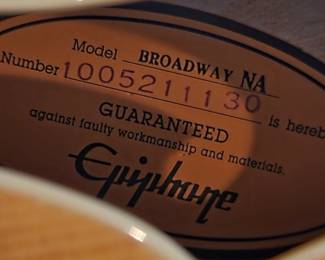 Model BROADWAY NA
Number 1005211130 is hereb
GUARANTEED
against faulty workmanship and materials.
Epiphone